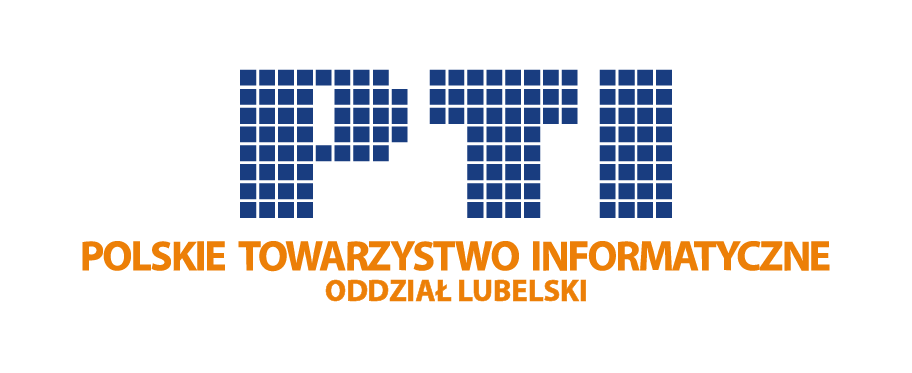 PTI
POLSKIE TOWARZYSTWO INFORMATYCZNE
ODDZIAŁ LUBELSKI